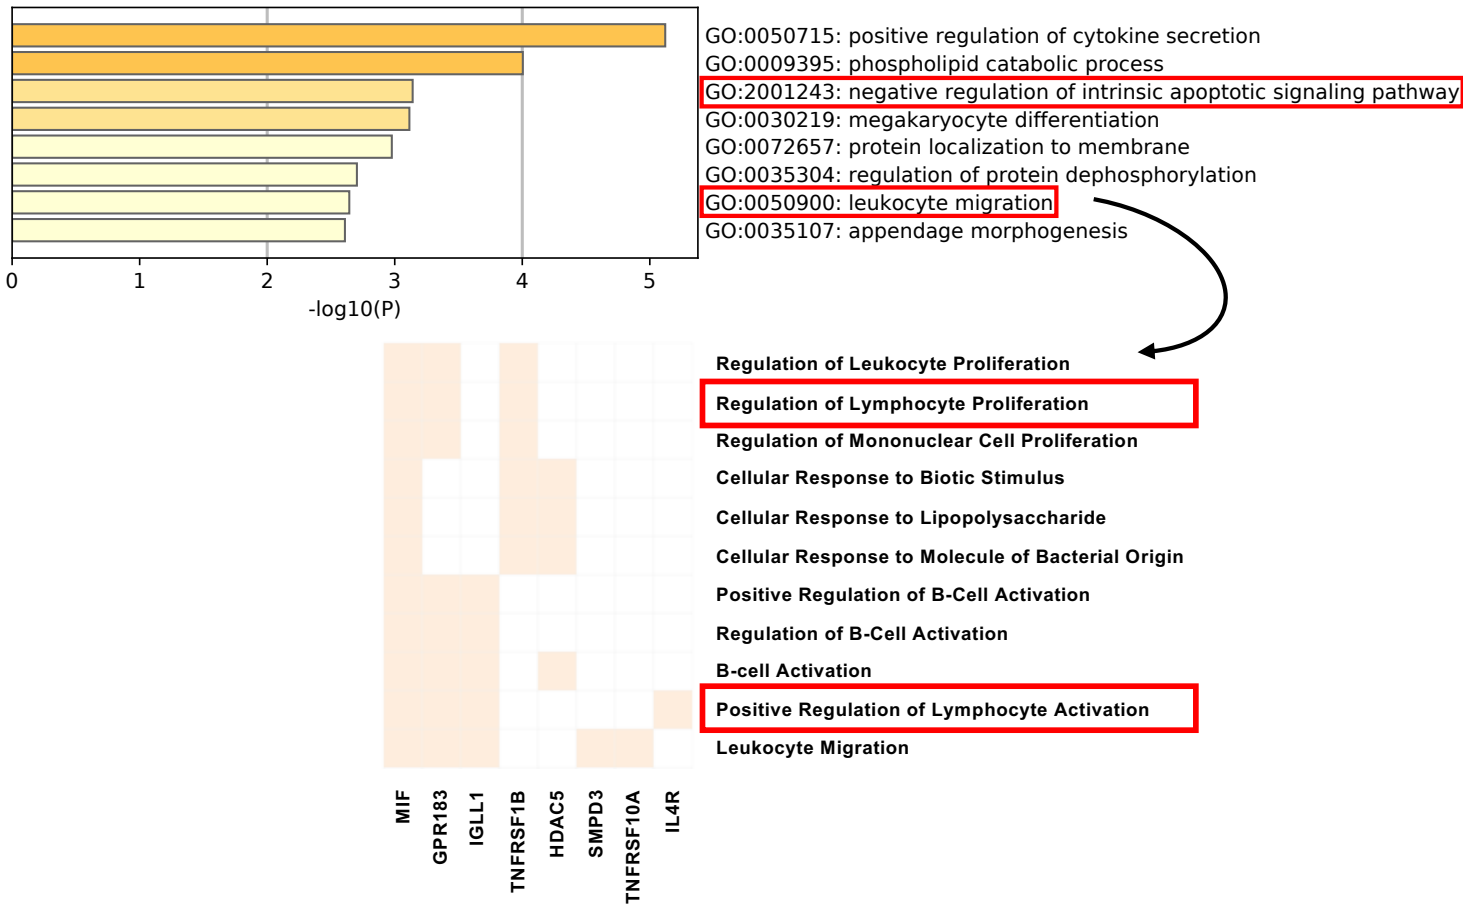 GO:0050715: positive regulation of cytokine secretion
GO:0009395: phospholipid catabolic process
GO:2001243: negative regulation of intrinsic apoptotic signaling pathway
GO:0030219: megakaryocyte differentiation
GO:0072657: protein localization to membrane
GO:0035304: regulation of protein dephosphorylation
GO:0050900: leukocyte migration
GO:0035107: appendage morphogenesis
0 1 2 3 4 5
-log10(P)
Regulation of Leukocyte Proliferation
Regulation of Lymphocyte Proliferation
Regulation of Mononuclear Cell Proliferation
Cellular Response to Biotic Stimulus
Cellular Response to Lipopolysaccharide
Cellular Response to Molecule of Bacterial Origin
Positive Regulation of B-Cell Activation
Regulation of B-Cell Activation
B-cell Activation
Positive Regulation of Lymphocyte Activation
Leukocyte Migration
MIF
GPR183
IGLL1
TNFRSF1B
HDAC5
SMPD3
TNFRSF10A
IL4R